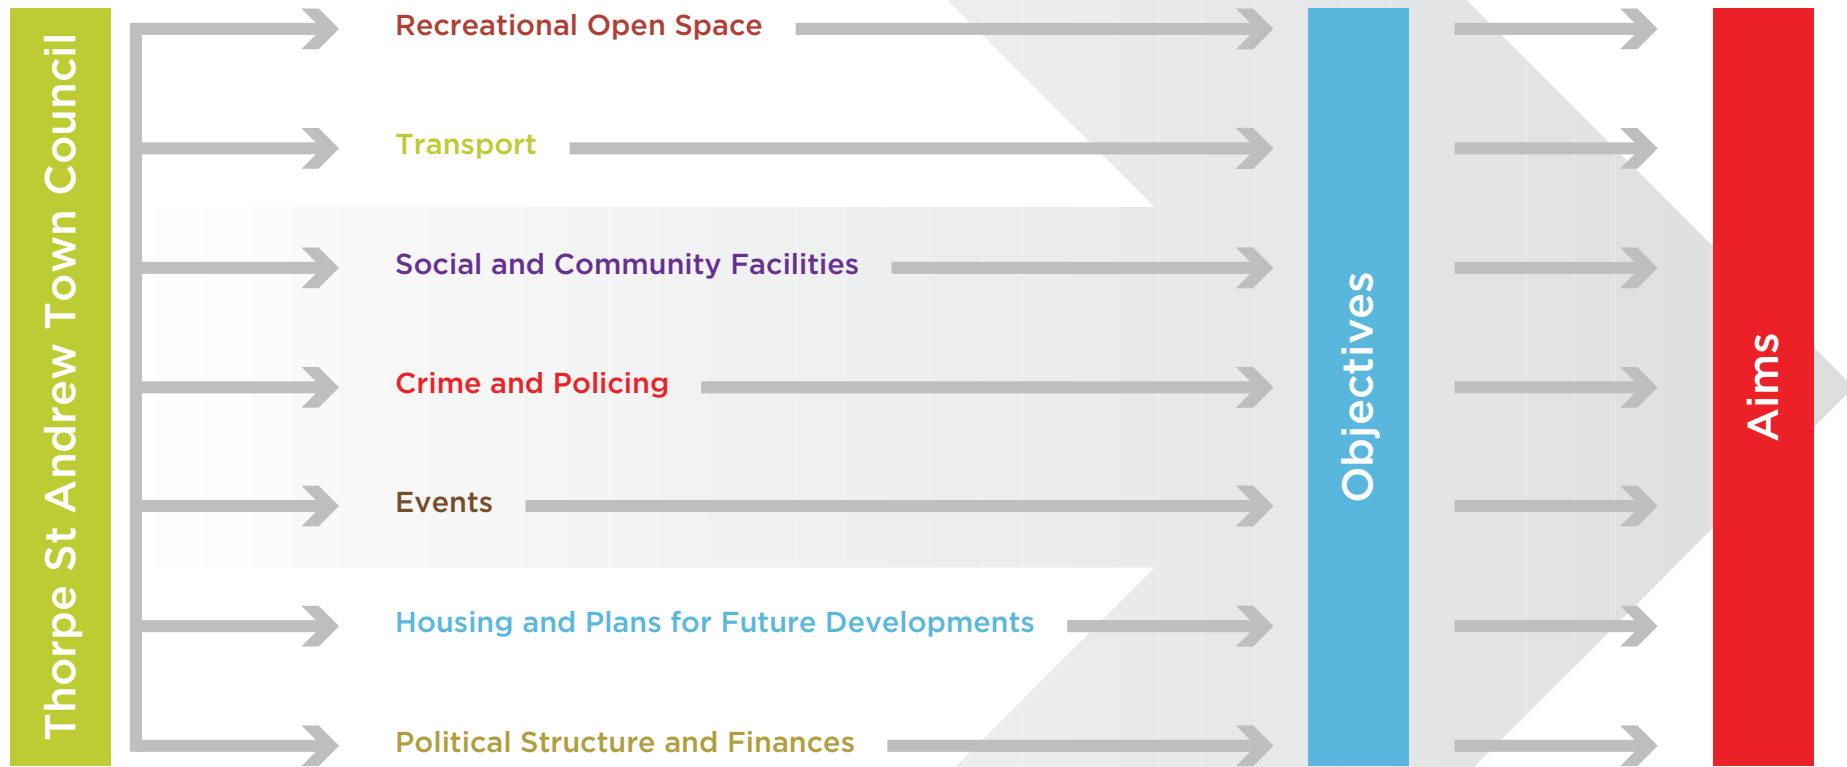 Thorpe St Andrew Town Council
Recreational Open Space
Transport
Social and Community Facilities
Crime and Policing
Events
Housing and Plans for Future Developments
Political Structure and Finances
Objectives
Aims